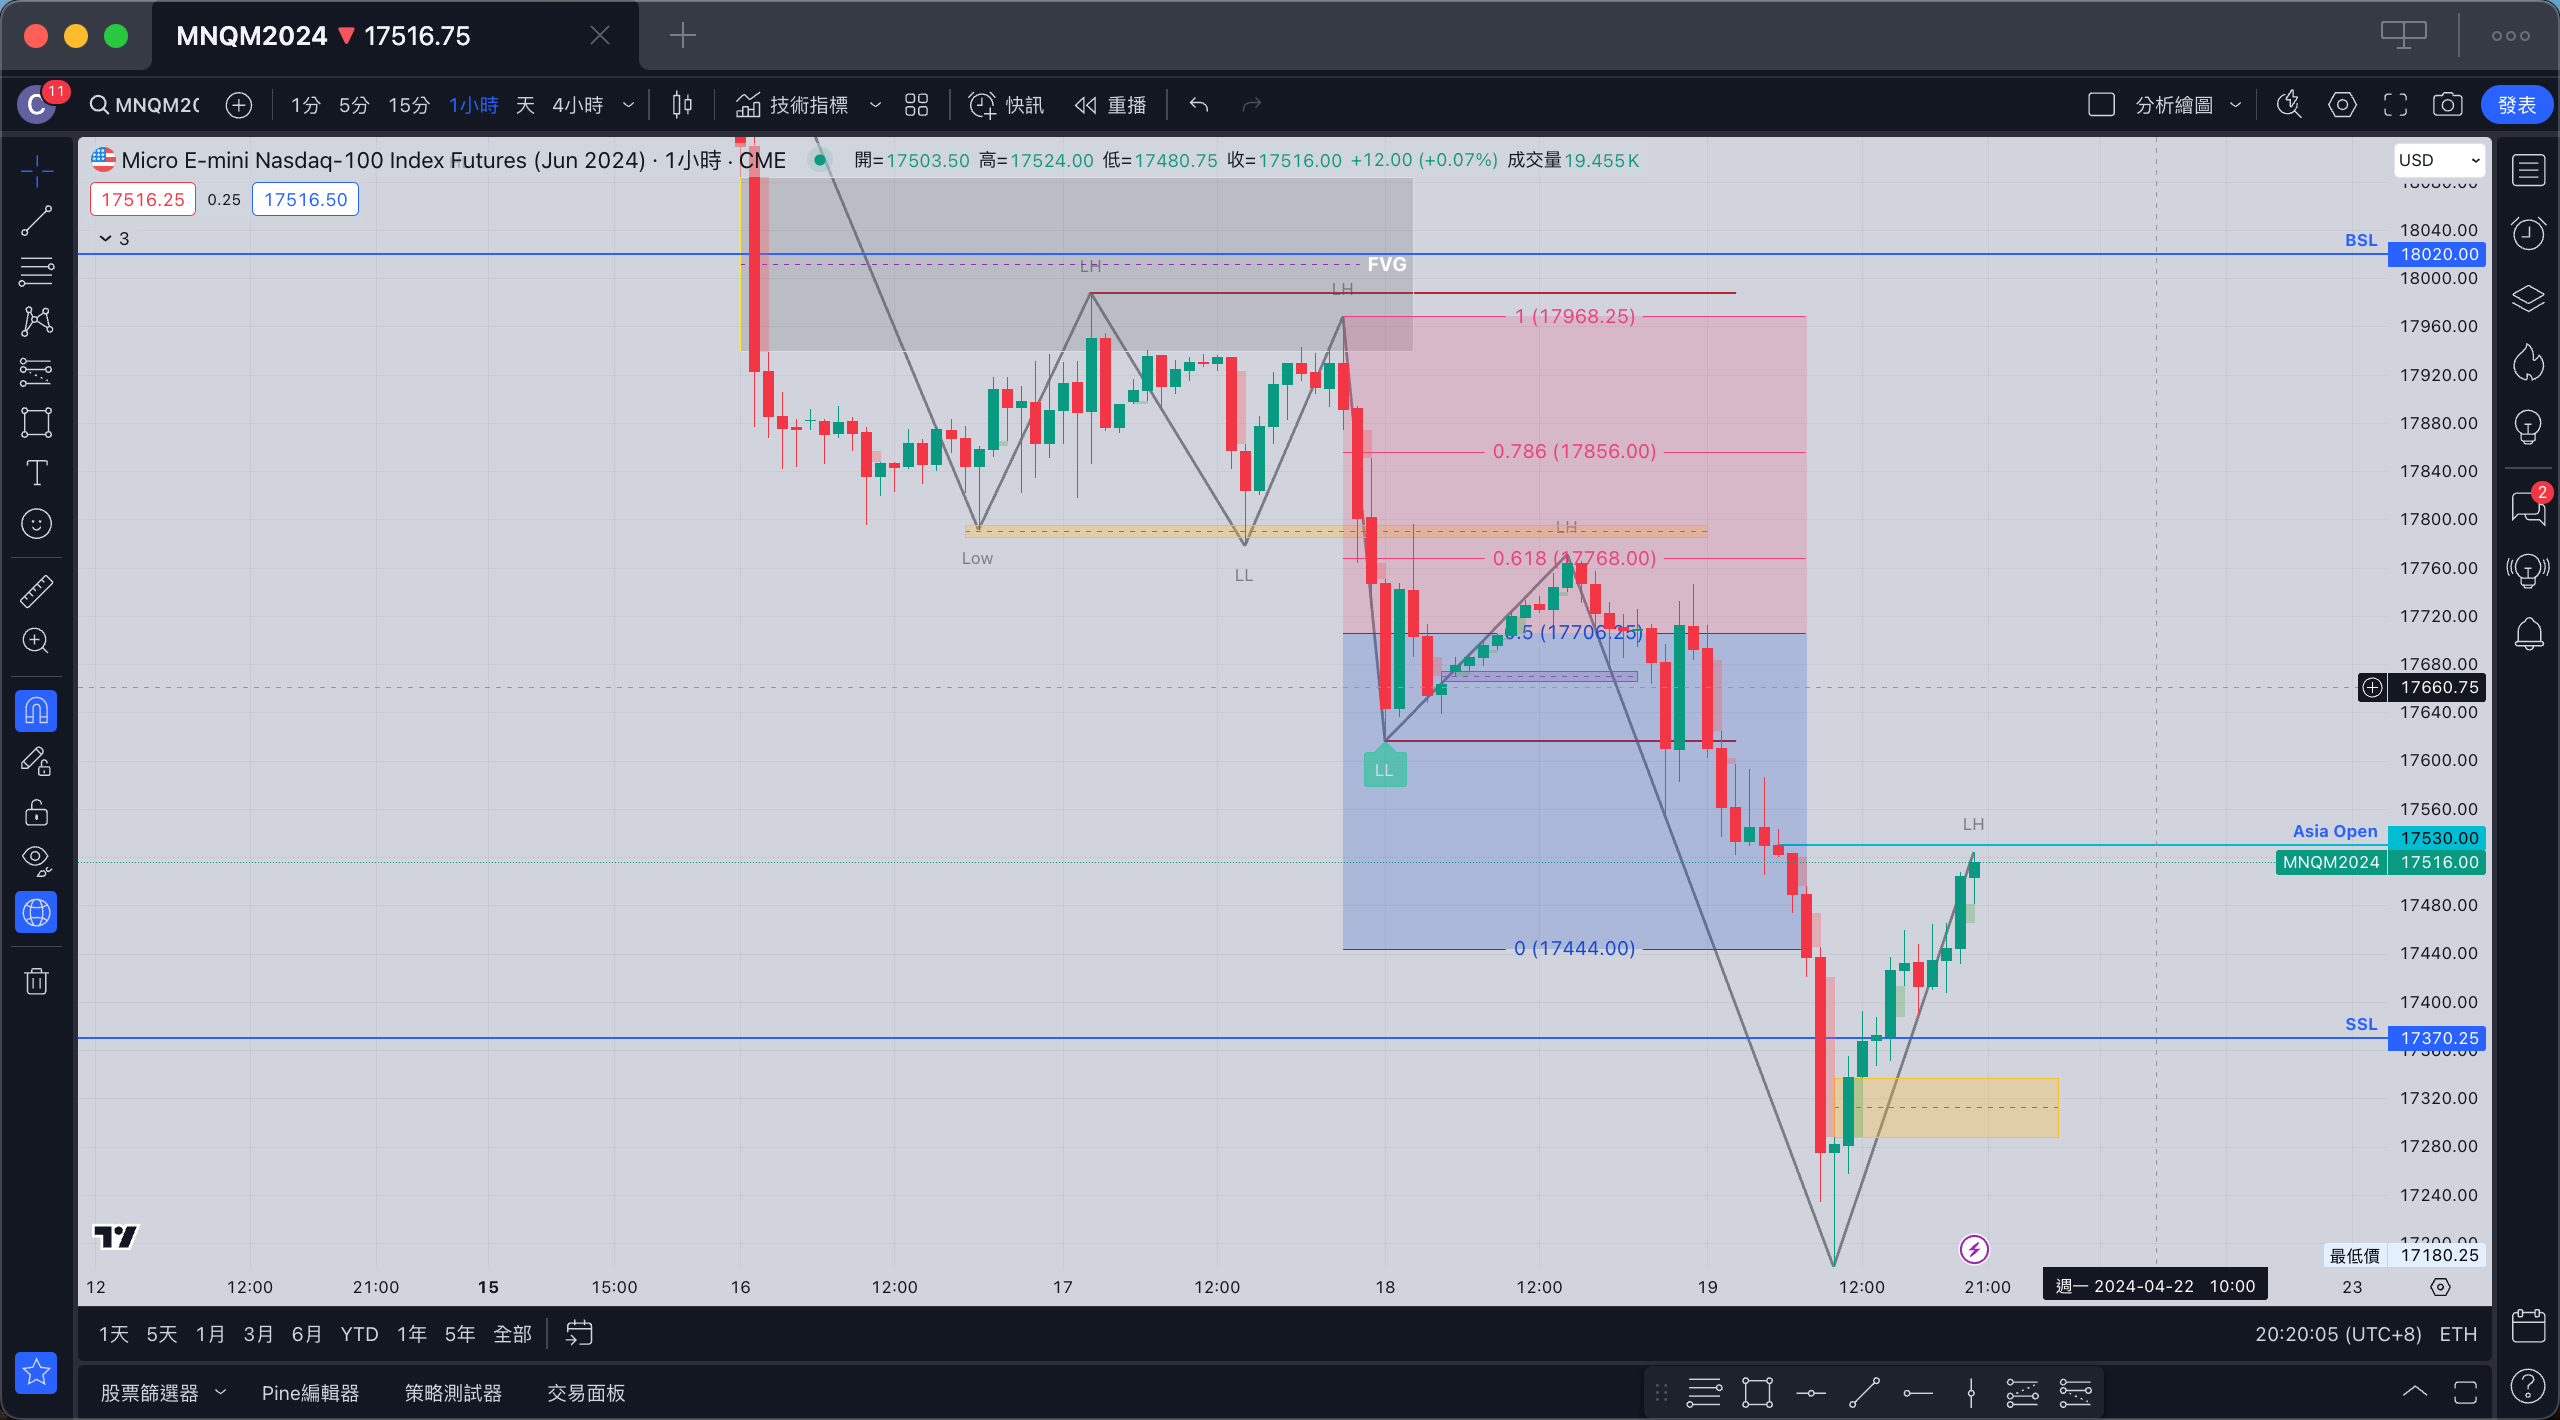 MNQM2024 ▼ 17516.75
C 11 MNQM20 1分 5分 15分 1小時 天 4小時 技術指標 快訊 重播 分析繪圖 發表
Micro E-mini Nasdaq-100 Index Futures (Jun 2024) · 1小時 · CME 開=17503.50 高=17524.00 低=17480.75 收=17516.00 +12.00 (+0.07%) 成交量19.455K USD
17516.25 0.25 17516.50
3
18040.00
BSL 18020.00
LH FVG
18000.00
LH
1 (17968.25)
17960.00
17920.00
17880.00
0.786 (17856.00)
17840.00
2
17800.00
LH
Low 0.618 (17768.00)
LL 17760.00
17720.00
0.5 (17706.25)
17680.00
17660.75
17640.00
LL
17600.00
17560.00
LH
Asia Open 17530.00
MNQM2024 17516.00
17480.00
0 (17444.00)
17440.00
17400.00
SSL 17370.25
17360.00
17320.00
17280.00
17240.00
17200.00
最低價 17180.25
12 12:00 21:00 15 15:00 16 12:00 17 12:00 18 12:00 19 12:00 21:00 週一 2024-04-22 10:00 23
1天 5天 1月 3月 6月 YTD 1年 5年 全部 20:20:05 (UTC+8) ETH
股票篩選器 Pine編輯器 策略測試器 交易面板